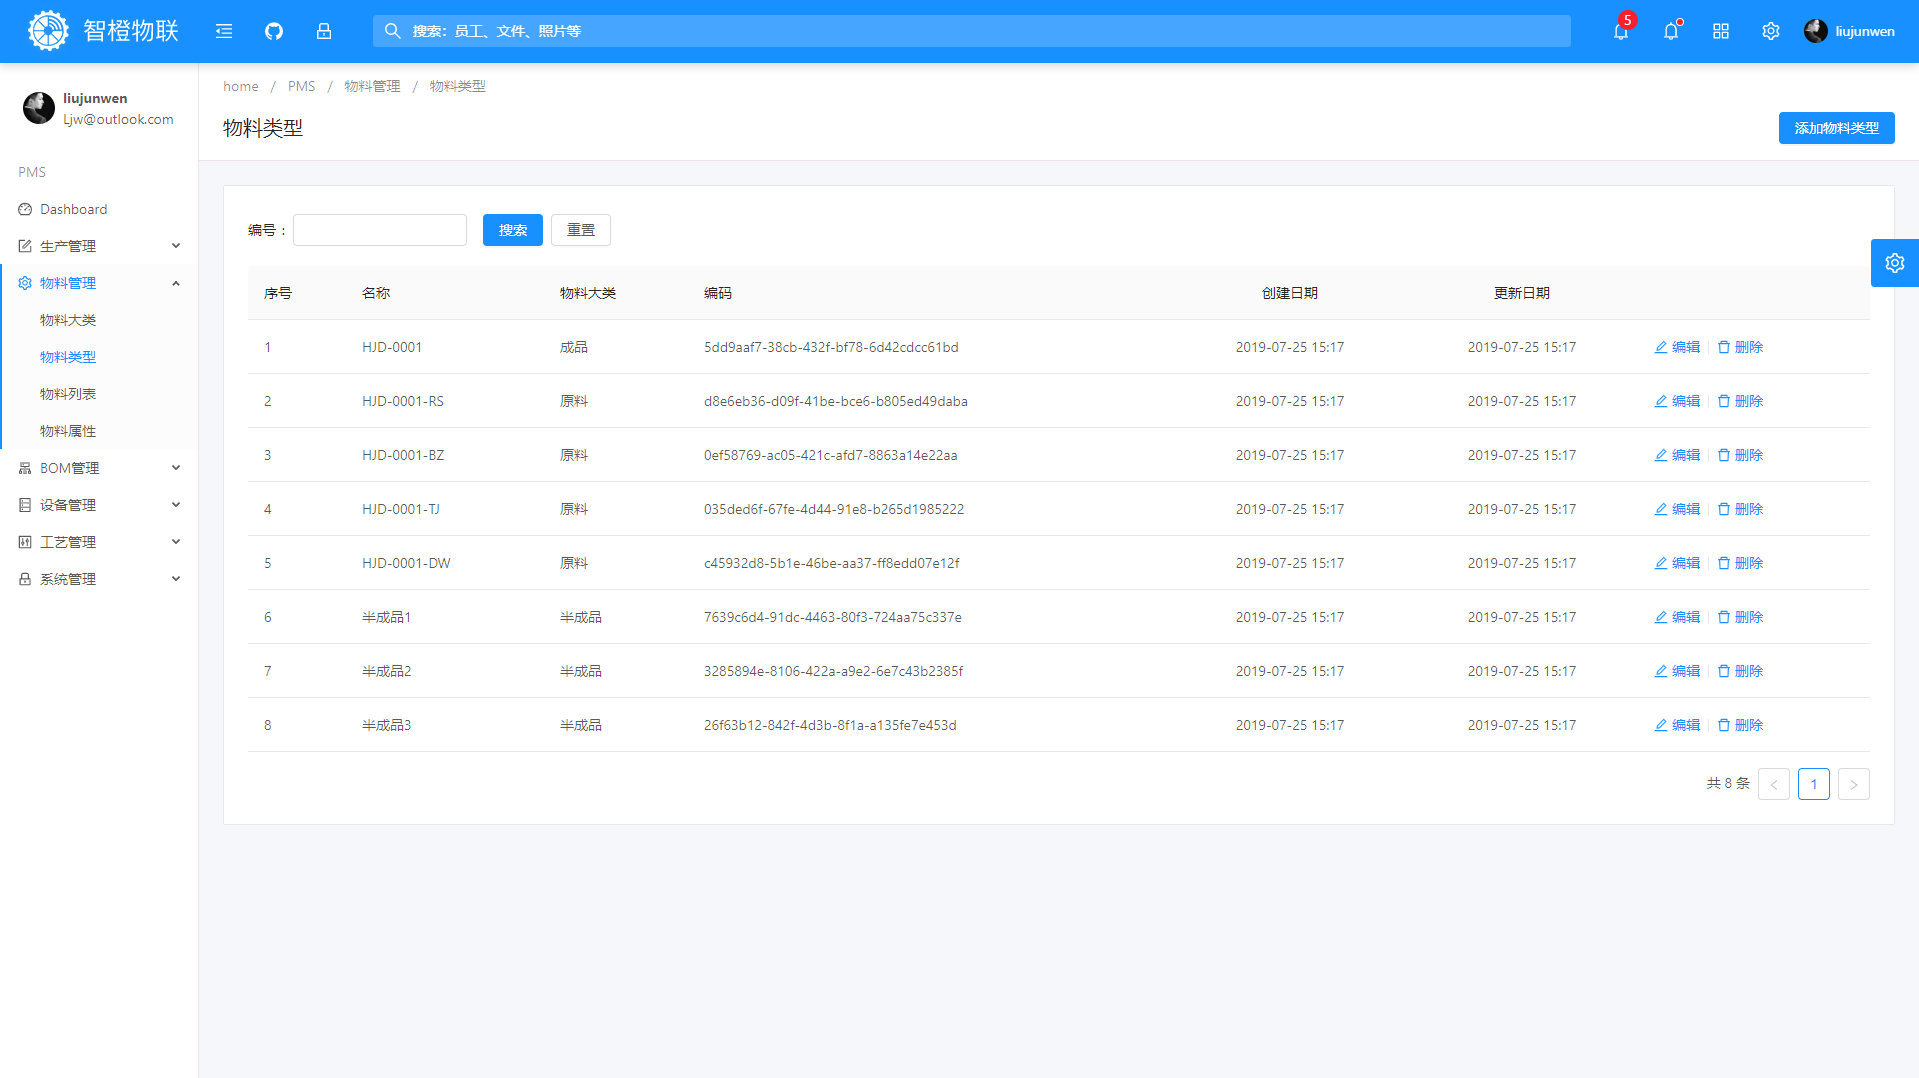 智橙物联
搜索：员工、文件、照片等
5
liujunwen
liujunwen
Ljw@outlook.com
PMS
Dashboard
生产管理
物料管理
物料大类
物料类型
物料列表
物料属性
BOM管理
设备管理
工艺管理
系统管理
home / PMS / 物料管理 / 物料类型
物料类型
添加物料类型
编号： 搜索 重置
序号 名称 物料大类 编码 创建日期 更新日期
1 HJD-0001 成品 5dd9aaf7-38cb-432f-bf78-6d42cdcc61bd 2019-07-25 15:17 2019-07-25 15:17 编辑 删除
2 HJD-0001-RS 原料 d8e6eb36-d09f-41be-bce6-b805ed49daba 2019-07-25 15:17 2019-07-25 15:17 编辑 删除
3 HJD-0001-BZ 原料 0ef58769-ac05-421c-afd7-8863a14e22aa 2019-07-25 15:17 2019-07-25 15:17 编辑 删除
4 HJD-0001-TJ 原料 035ded6f-67fe-4d44-91e8-b265d1985222 2019-07-25 15:17 2019-07-25 15:17 编辑 删除
5 HJD-0001-DW 原料 c45932d8-5b1e-46be-aa37-ff8edd07e12f 2019-07-25 15:17 2019-07-25 15:17 编辑 删除
6 半成品1 半成品 7639c6d4-91dc-4463-80f3-724aa75c337e 2019-07-25 15:17 2019-07-25 15:17 编辑 删除
7 半成品2 半成品 3285894e-8106-422a-a9e2-6e7c43b2385f 2019-07-25 15:17 2019-07-25 15:17 编辑 删除
8 半成品3 半成品 26f63b12-842f-4d3b-8f1a-a135fe7e453d 2019-07-25 15:17 2019-07-25 15:17 编辑 删除
共 8 条 < 1 >